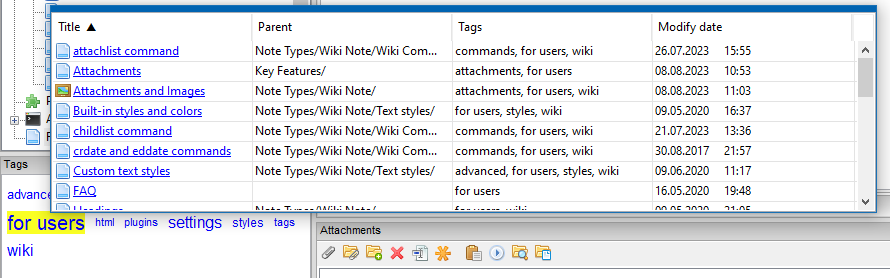 Title Parent Tags Modify date
attachlist command Note Types/Wiki Note/Wiki Com... commands, for users, wiki 26.07.2023 15:55
Attachments Key Features/ attachments, for users 08.08.2023 10:53
Attachments and Images Note Types/Wiki Note/ attachments, for users, wiki 08.08.2023 11:03
Built-in styles and colors Note Types/Wiki Note/Text styles/ for users, styles, wiki 09.05.2020 16:37
childlist command Note Types/Wiki Note/Wiki Com... commands, for users, wiki 21.07.2023 13:36
crdate and eddate commands Note Types/Wiki Note/Wiki Com... commands, for users, wiki 30.08.2017 21:57
Custom text styles Note Types/Wiki Note/Text styles/ advanced, for users, styles, wiki 09.06.2020 11:17
FAQ for users 16.05.2020 19:48
Headings Note Types/Wiki Note/ for users, wiki 09.05.2020 21:05
Tags
for users html plugins settings styles tags
wiki
Attachments